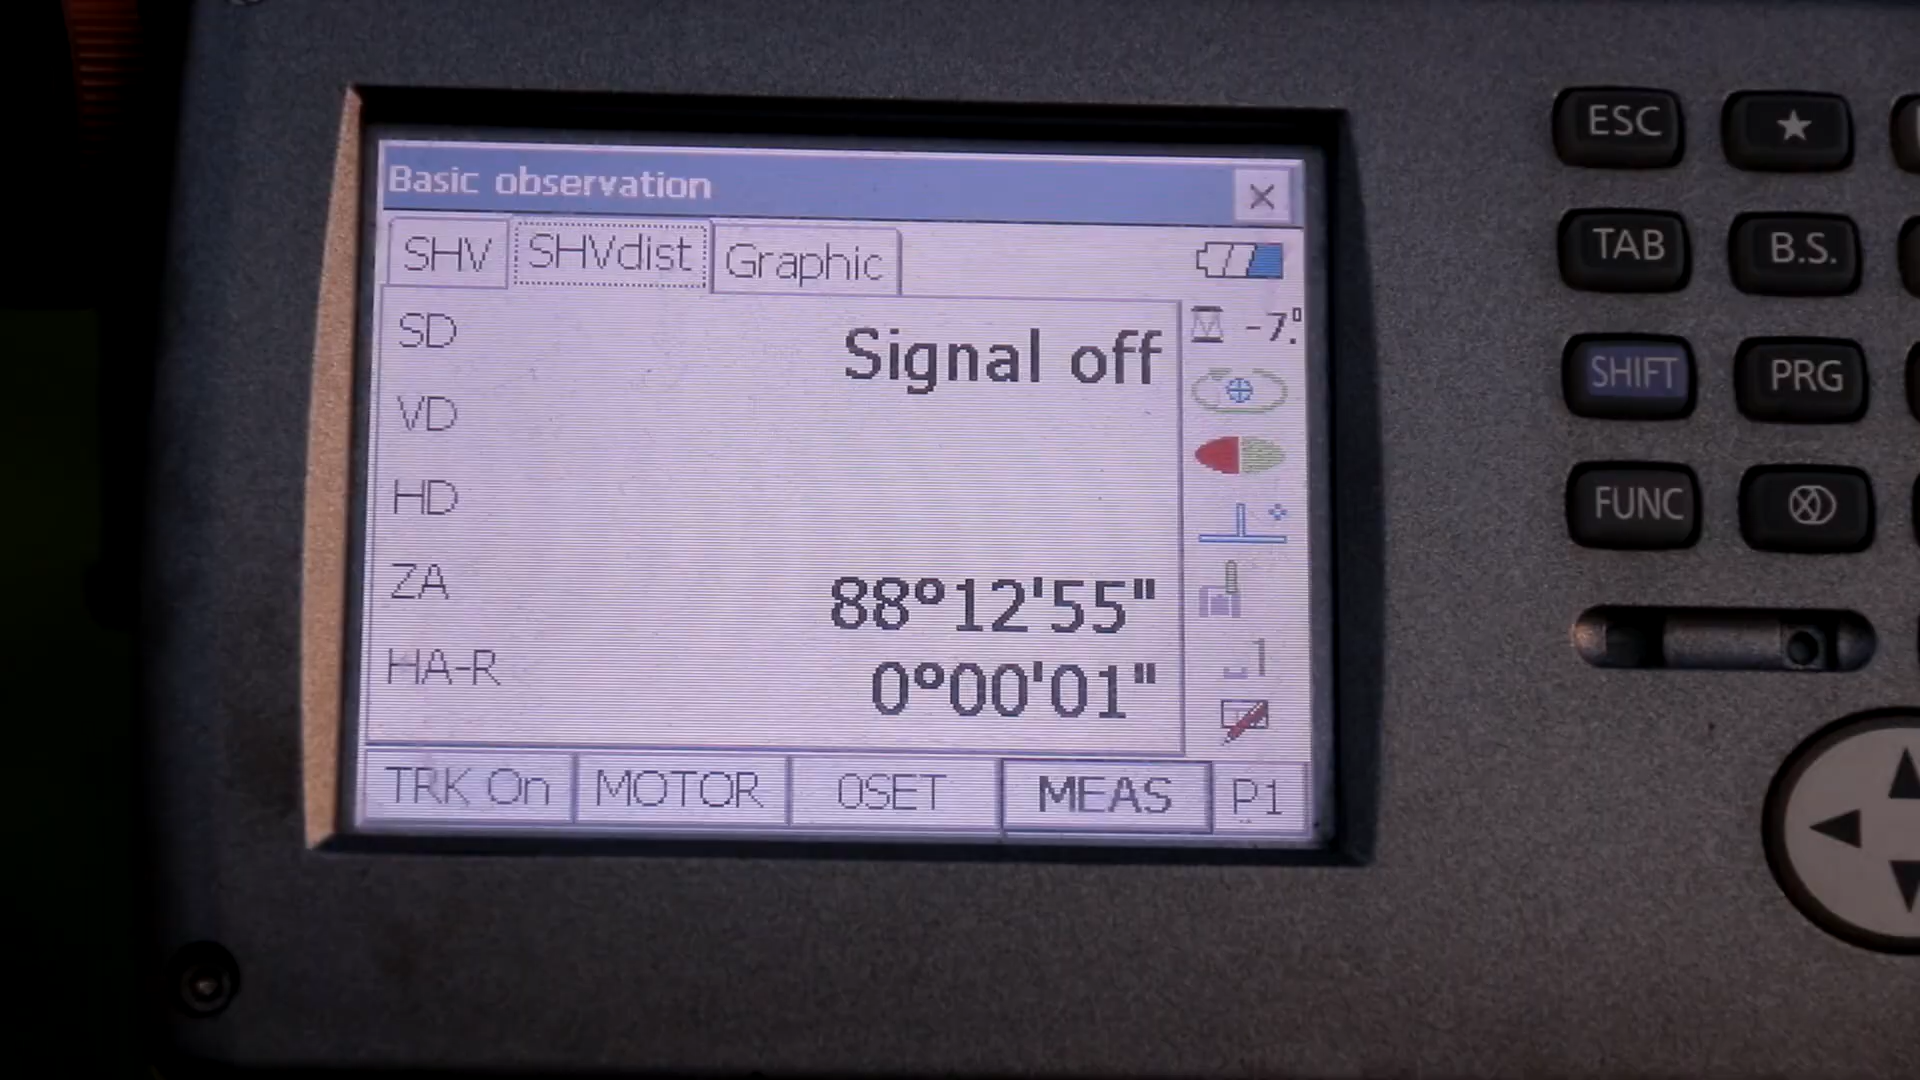 Basic observation
SHV SHVdist Graphic
SD Signal off
-7.°
VD
HD
ZA 88°12'55"
HA-R 0°00'01"
1
TRK On MOTOR 0SET MEAS P1
ESC ★
TAB B.S.
SHIFT PRG
FUNC